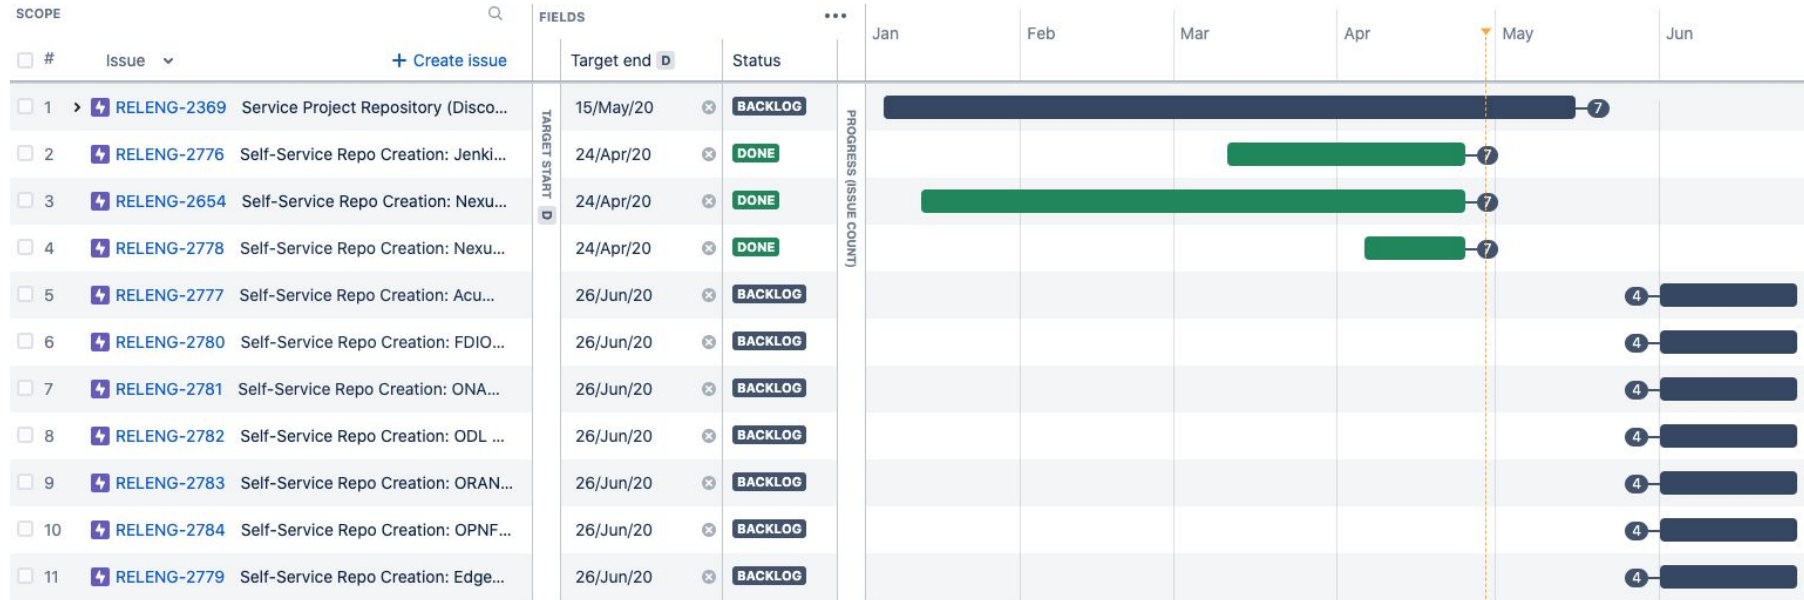 SCOPE FIELDS •••
Jan Feb Mar Apr May Jun
# Issue + Create issue Target end D Status
TARGET START D
PROGRESS (ISSUE COUNT)
1 RELENG-2369 Service Project Repository (Disco... 15/May/20 BACKLOG 7
2 RELENG-2776 Self-Service Repo Creation: Jenki... 24/Apr/20 DONE 7
3 RELENG-2654 Self-Service Repo Creation: Nexu... 24/Apr/20 DONE 7
4 RELENG-2778 Self-Service Repo Creation: Nexu... 24/Apr/20 DONE 7
5 RELENG-2777 Self-Service Repo Creation: Acu... 26/Jun/20 BACKLOG 4
6 RELENG-2780 Self-Service Repo Creation: FDIO... 26/Jun/20 BACKLOG 4
7 RELENG-2781 Self-Service Repo Creation: ONA... 26/Jun/20 BACKLOG 4
8 RELENG-2782 Self-Service Repo Creation: ODL ... 26/Jun/20 BACKLOG 4
9 RELENG-2783 Self-Service Repo Creation: ORAN... 26/Jun/20 BACKLOG 4
10 RELENG-2784 Self-Service Repo Creation: OPNF... 26/Jun/20 BACKLOG 4
11 RELENG-2779 Self-Service Repo Creation: Edge... 26/Jun/20 BACKLOG 4